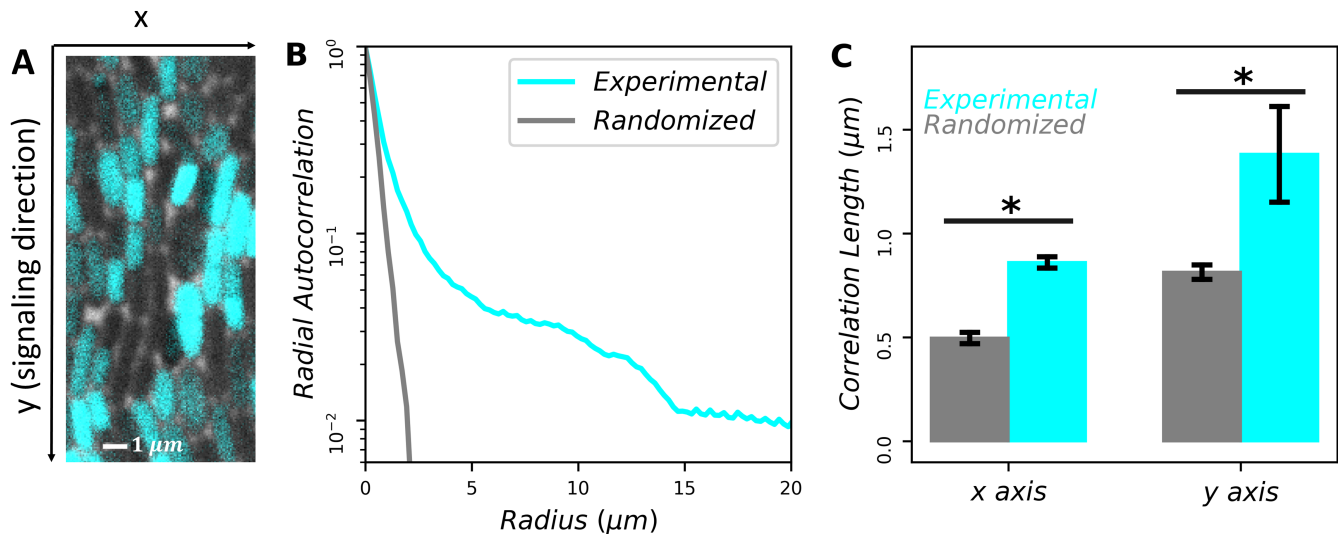 x
A
y (signaling direction)
1 μm
B
Radial Autocorrelation
10⁰
10⁻¹
10⁻²
Experimental
Randomized
0 5 10 15 20
Radius (μm)
C
Correlation Length (μm)
1.5
1.0
0.5
0.0
Experimental
Randomized
*
*
x axis y axis